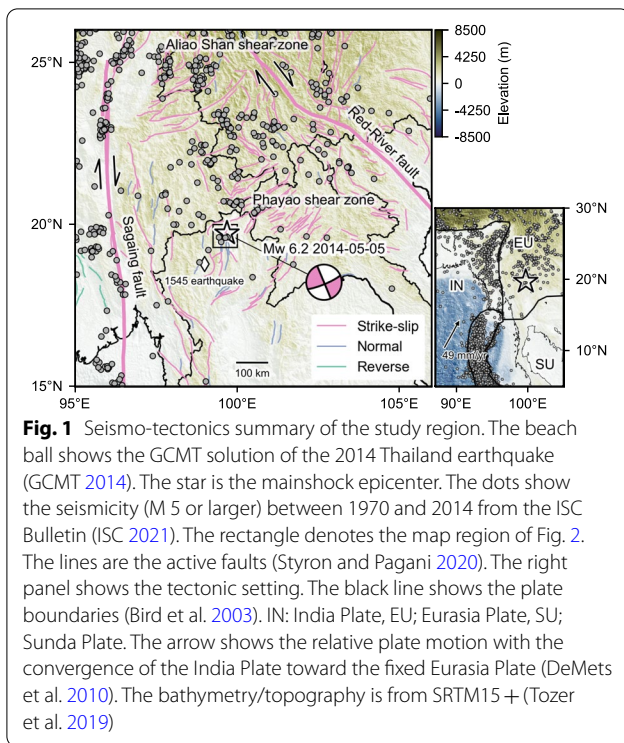 25°N
20°N
15°N
95°E
100°E
105°E
Aliao Shan shear zone
Red-River fault
Sagaing fault
Phayao shear zone
Mw 6.2 2014-05-05
1545 earthquake
Strike-slip
Normal
Reverse
100 km
8500
4250
0
-4250
-8500
Elevation (m)
30°N
20°N
10°N
90°E
100°E
EU
IN
SU
49 mm/yr
Fig. 1 Seismo-tectonics summary of the study region. The beach
ball shows the GCMT solution of the 2014 Thailand earthquake
(GCMT 2014). The star is the mainshock epicenter. The dots show
the seismicity (M 5 or larger) between 1970 and 2014 from the ISC
Bulletin (ISC 2021). The rectangle denotes the map region of Fig. 2.
The lines are the active faults (Styron and Pagani 2020). The right
panel shows the tectonic setting. The black line shows the plate
boundaries (Bird et al. 2003). IN: India Plate, EU; Eurasia Plate, SU;
Sunda Plate. The arrow shows the relative plate motion with the
convergence of the India Plate toward the fixed Eurasia Plate (DeMets
et al. 2010). The bathymetry/topography is from SRTM15 + (Tozer
et al. 2019)